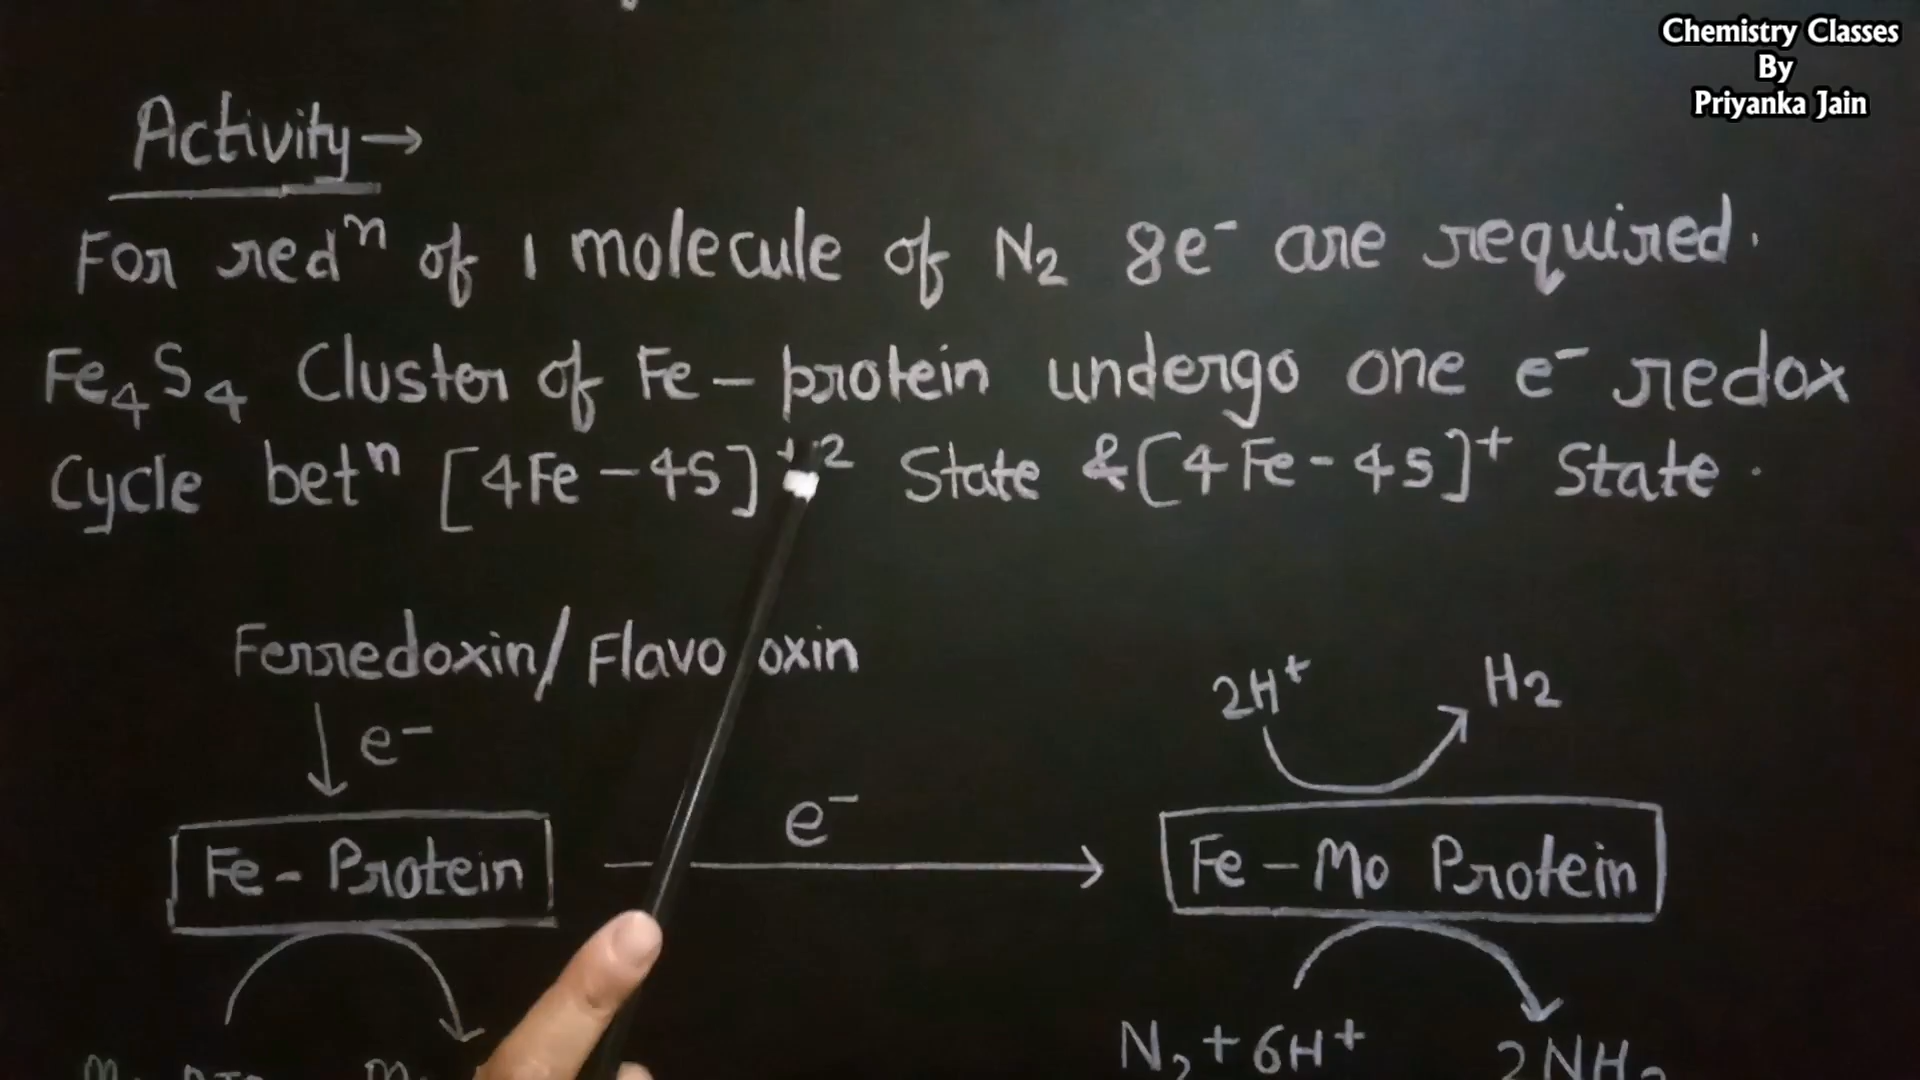 Chemistry Classes
By
Priyanka Jain
Activity →
For redⁿ of 1 molecule of N₂ 8e⁻ are required.
Fe₄S₄ Cluster of Fe - protein undergo one e⁻ redox
Cycle betⁿ [4Fe-4S]⁺² State & [4Fe-4S]⁺ State.
Ferredoxin/ Flavo oxin
2H⁺ H₂
e⁻
e⁻
Fe - Protein
Fe - Mo Protein
N₂ + 6H⁺ 2NH₃